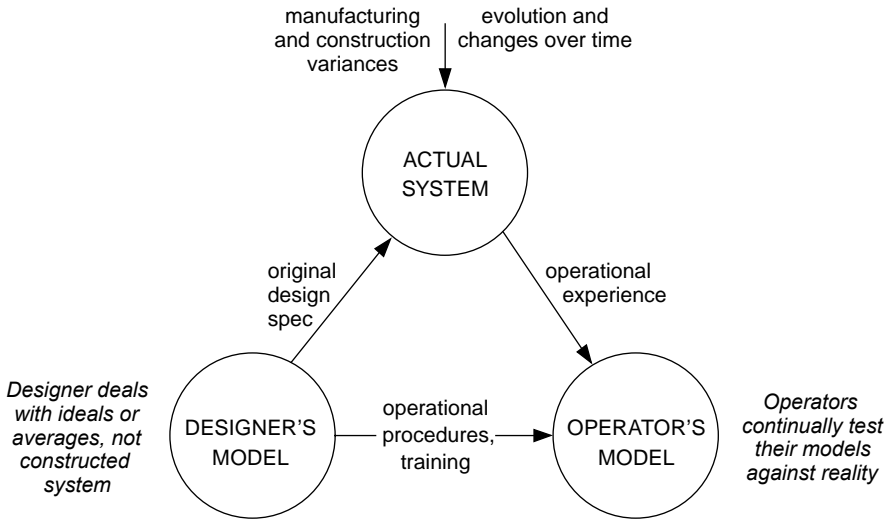 manufacturing
and construction
variances
evolution and
changes over time
ACTUAL
SYSTEM
original
design
spec
operational
experience
Designer deals
with ideals or
averages, not
constructed
system
DESIGNER'S
MODEL
operational
procedures,
training
OPERATOR'S
MODEL
Operators
continually test
their models
against reality